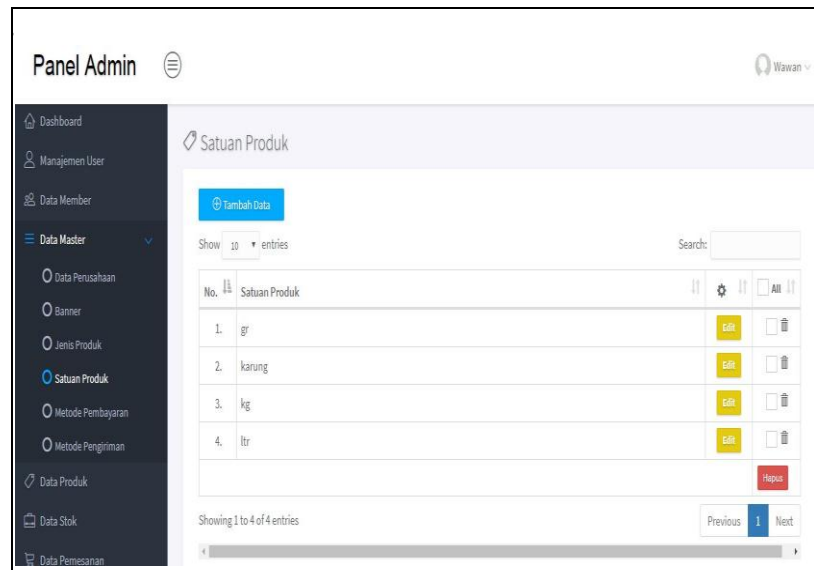 Panel Admin
Wawan
Dashboard
Manajemen User
Data Member
Data Master
Data Perusahaan
Banner
Jenis Produk
Satuan Produk
Metode Pembayaran
Metode Pengiriman
Data Produk
Data Stok
Data Pemesanan
Satuan Produk
Tambah Data
Show 10 entries Search:
No. Satuan Produk All
1. gr Edit
2. karung Edit
3. kg Edit
4. ltr Edit
Hapus
Showing 1 to 4 of 4 entries Previous 1 Next